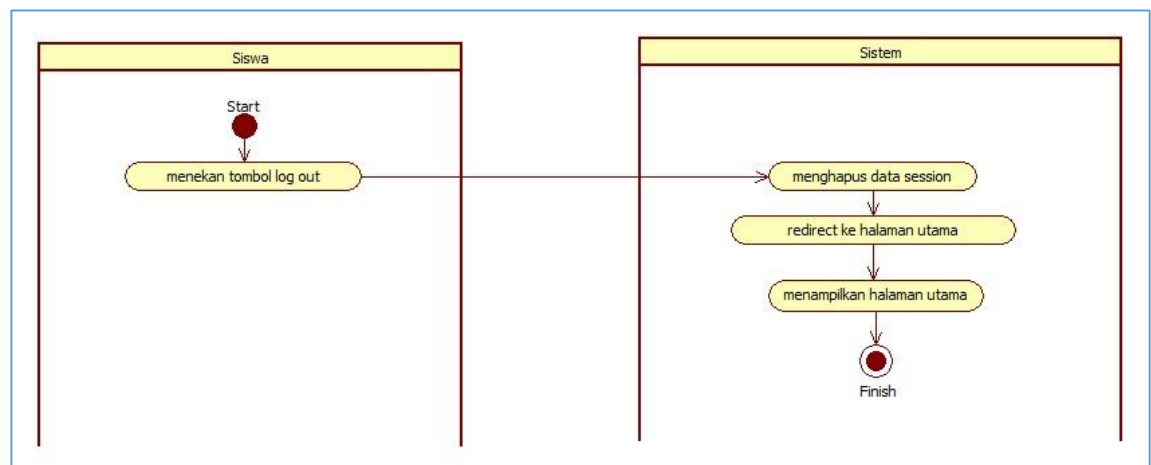 Siswa
Sistem
Start
menekan tombol log out
menghapus data session
redirect ke halaman utama
menampilkan halaman utama
Finish